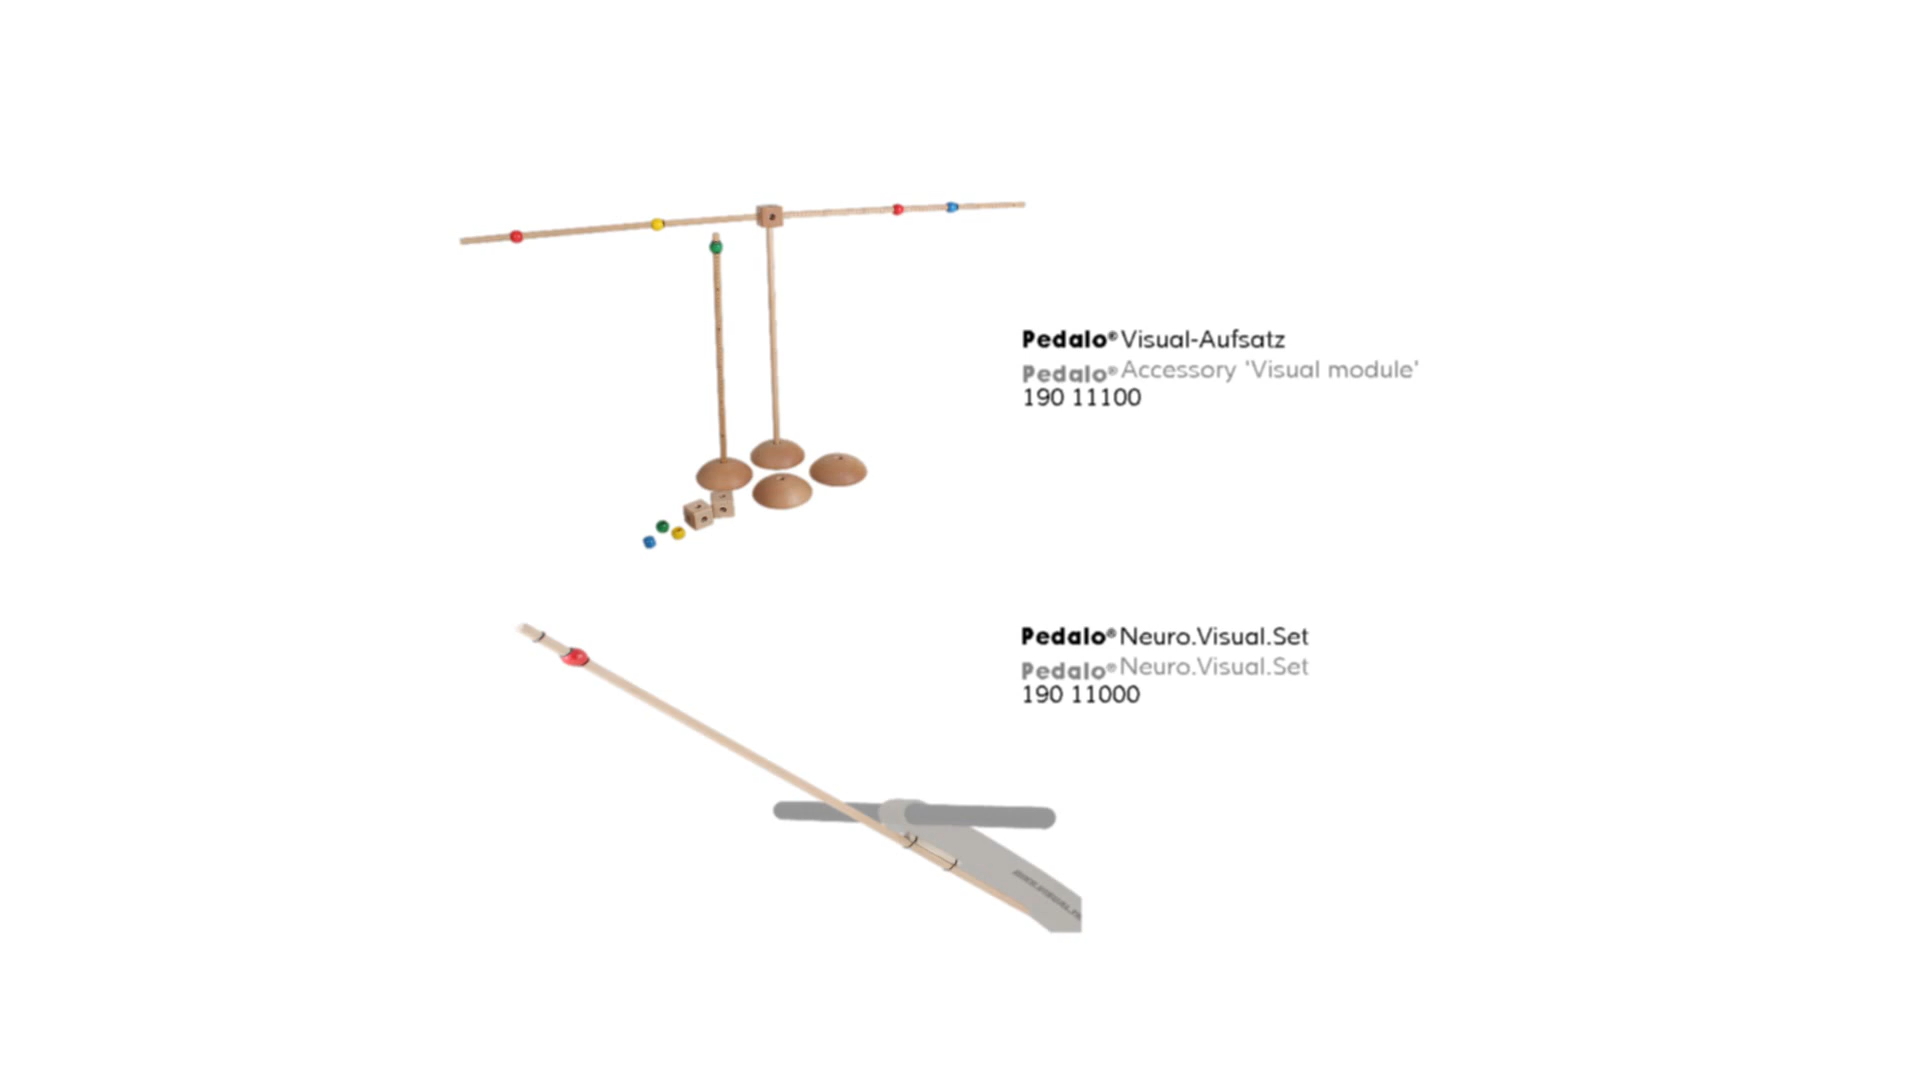 Pedalo® Visual-Aufsatz
Pedalo® Accessory 'Visual module'
190 11100
Pedalo® Neuro.Visual.Set
Pedalo® Neuro.Visual.Set
190 11000